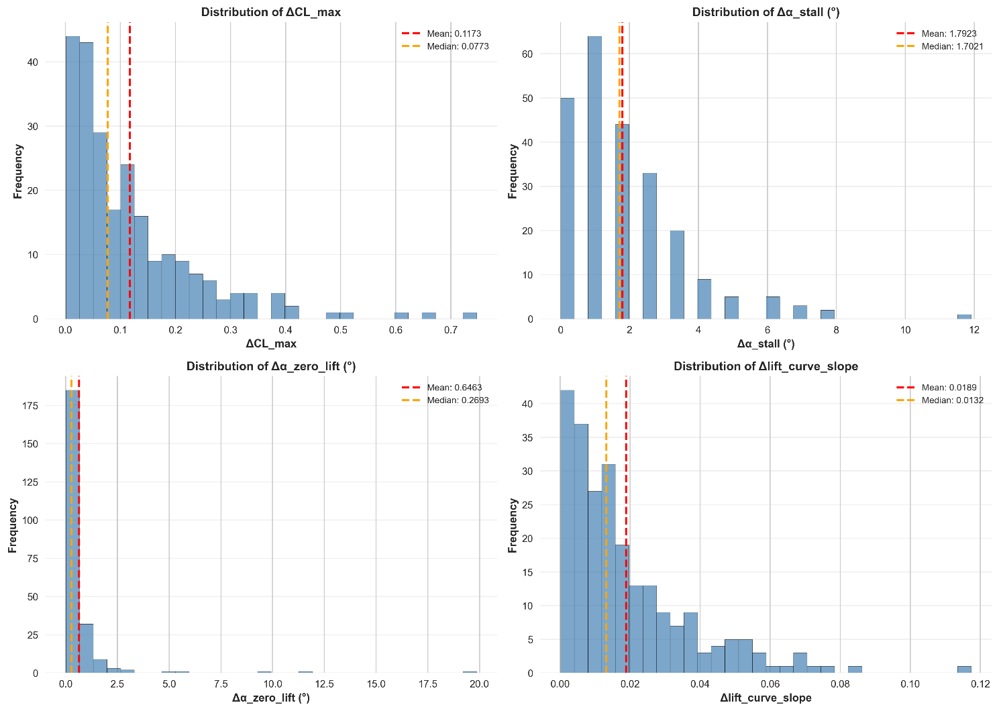 Distribution of ΔCL_max
Mean: 0.1173
Median: 0.0773
Frequency
40
30
20
10
0
0.0 0.1 0.2 0.3 0.4 0.5 0.6 0.7
ΔCL_max
Distribution of Δα_stall (°)
Mean: 1.7923
Median: 1.7021
Frequency
60
50
40
30
20
10
0
0 2 4 6 8 10 12
Δα_stall (°)
Distribution of Δα_zero_lift (°)
Mean: 0.6463
Median: 0.2693
Frequency
175
150
125
100
75
50
25
0
0.0 2.5 5.0 7.5 10.0 12.5 15.0 17.5 20.0
Δα_zero_lift (°)
Distribution of Δlift_curve_slope
Mean: 0.0189
Median: 0.0132
Frequency
40
35
30
25
20
15
10
5
0
0.00 0.02 0.04 0.06 0.08 0.10 0.12
Δlift_curve_slope